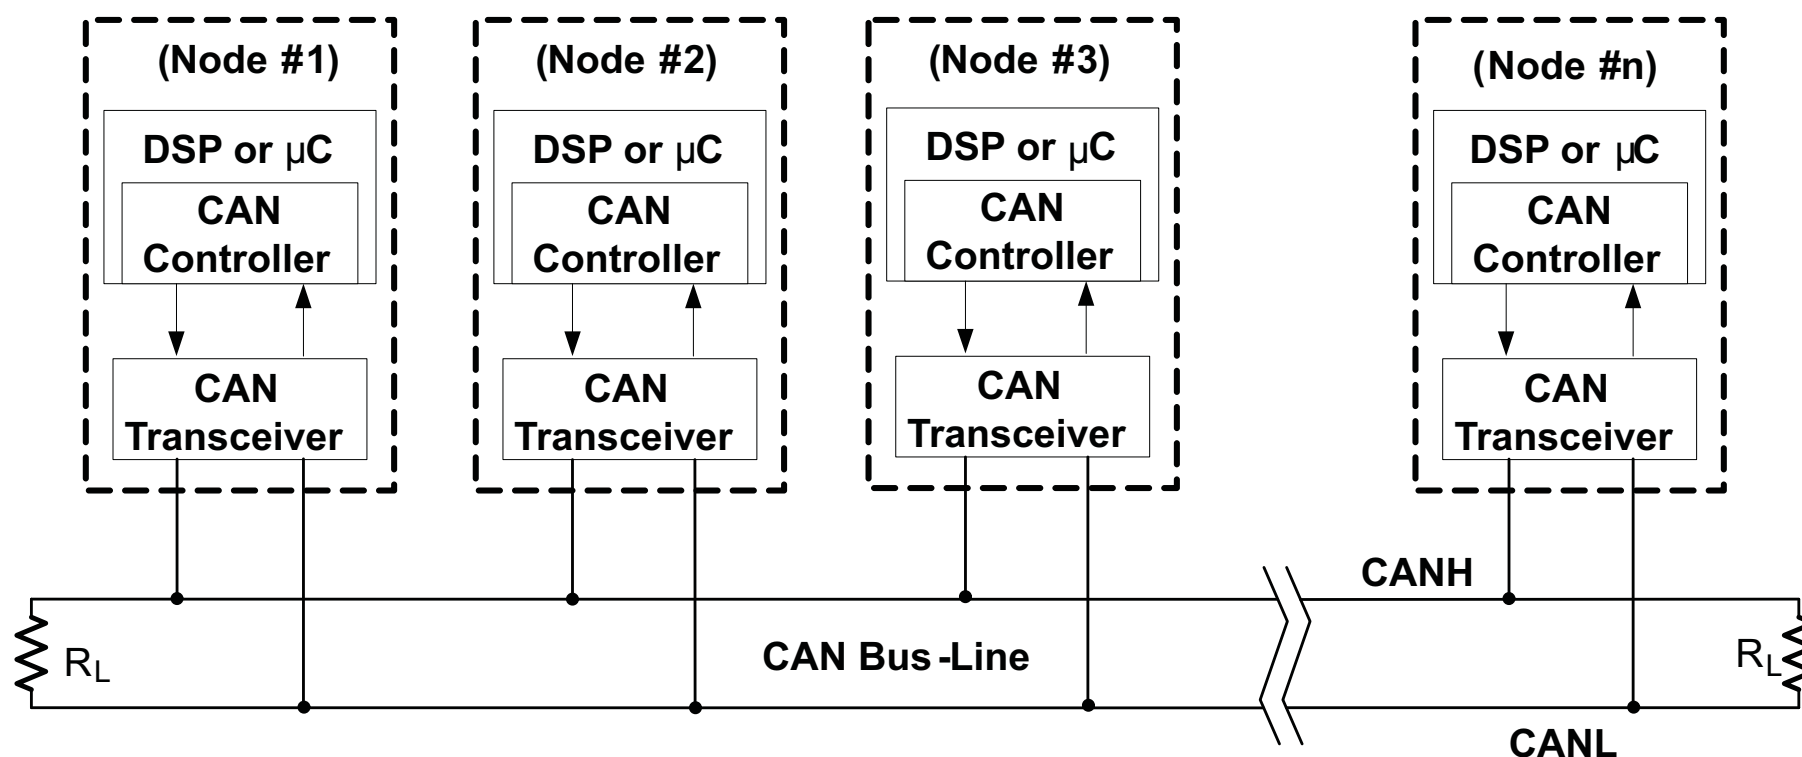 (Node #1)
DSP or µC
CAN
Controller
CAN
Transceiver
(Node #2)
DSP or µC
CAN
Controller
CAN
Transceiver
(Node #3)
DSP or µC
CAN
Controller
CAN
Transceiver
(Node #n)
DSP or µC
CAN
Controller
CAN
Transceiver
CANH
RL
CAN Bus-Line
RL
CANL